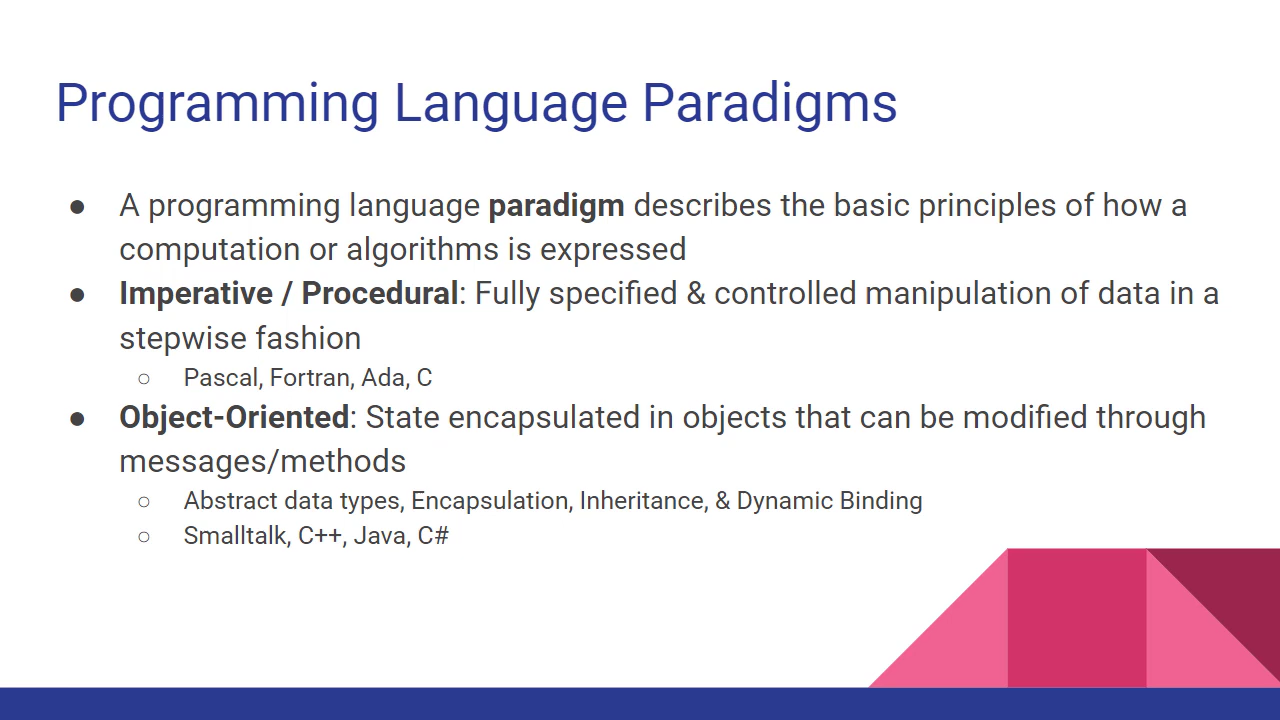 Programming Language Paradigms
● A programming language paradigm describes the basic principles of how a
computation or algorithms is expressed
● Imperative / Procedural: Fully specified & controlled manipulation of data in a
stepwise fashion
○ Pascal, Fortran, Ada, C
● Object-Oriented: State encapsulated in objects that can be modified through
messages/methods
○ Abstract data types, Encapsulation, Inheritance, & Dynamic Binding
○ Smalltalk, C++, Java, C#